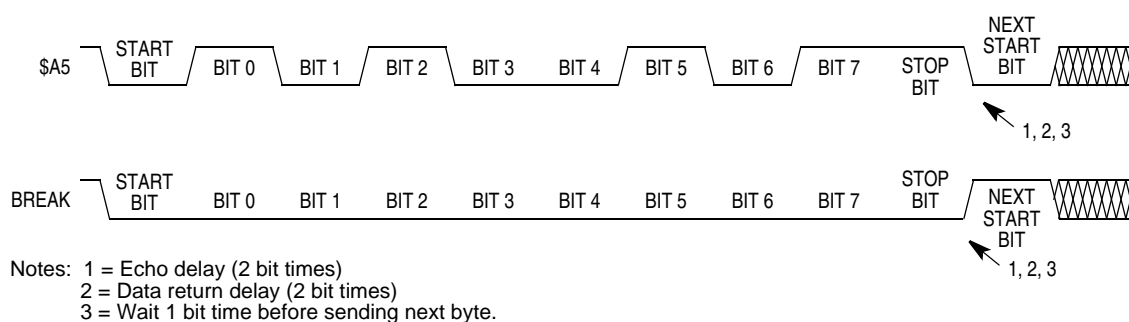 $A5 START BIT BIT 0 BIT 1 BIT 2 BIT 3 BIT 4 BIT 5 BIT 6 BIT 7 STOP BIT NEXT START BIT
1, 2, 3
BREAK START BIT BIT 0 BIT 1 BIT 2 BIT 3 BIT 4 BIT 5 BIT 6 BIT 7 STOP BIT NEXT START BIT
1, 2, 3
Notes: 1 = Echo delay (2 bit times)
2 = Data return delay (2 bit times)
3 = Wait 1 bit time before sending next byte.